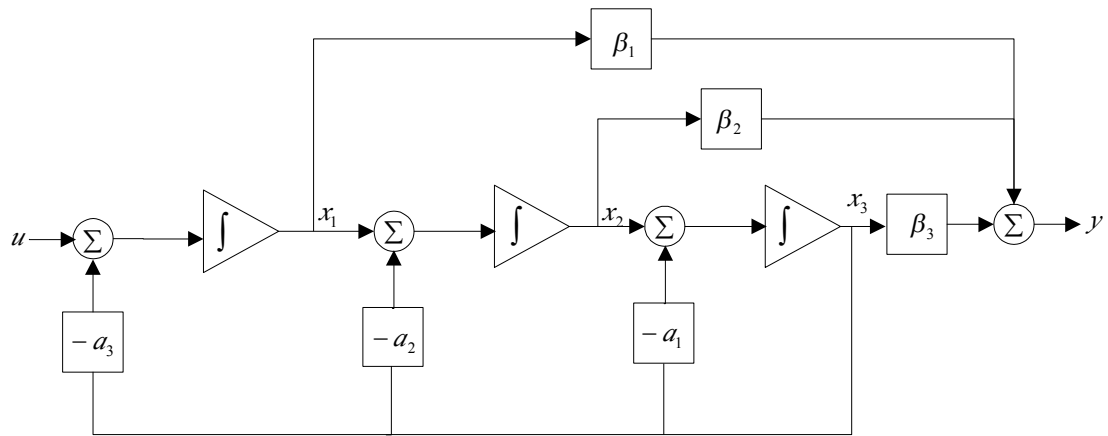 β₁
β₂
u Σ ∫ x₁ Σ ∫ x₂ Σ ∫ x₃ β₃ Σ y
− a₃ − a₂ − a₁